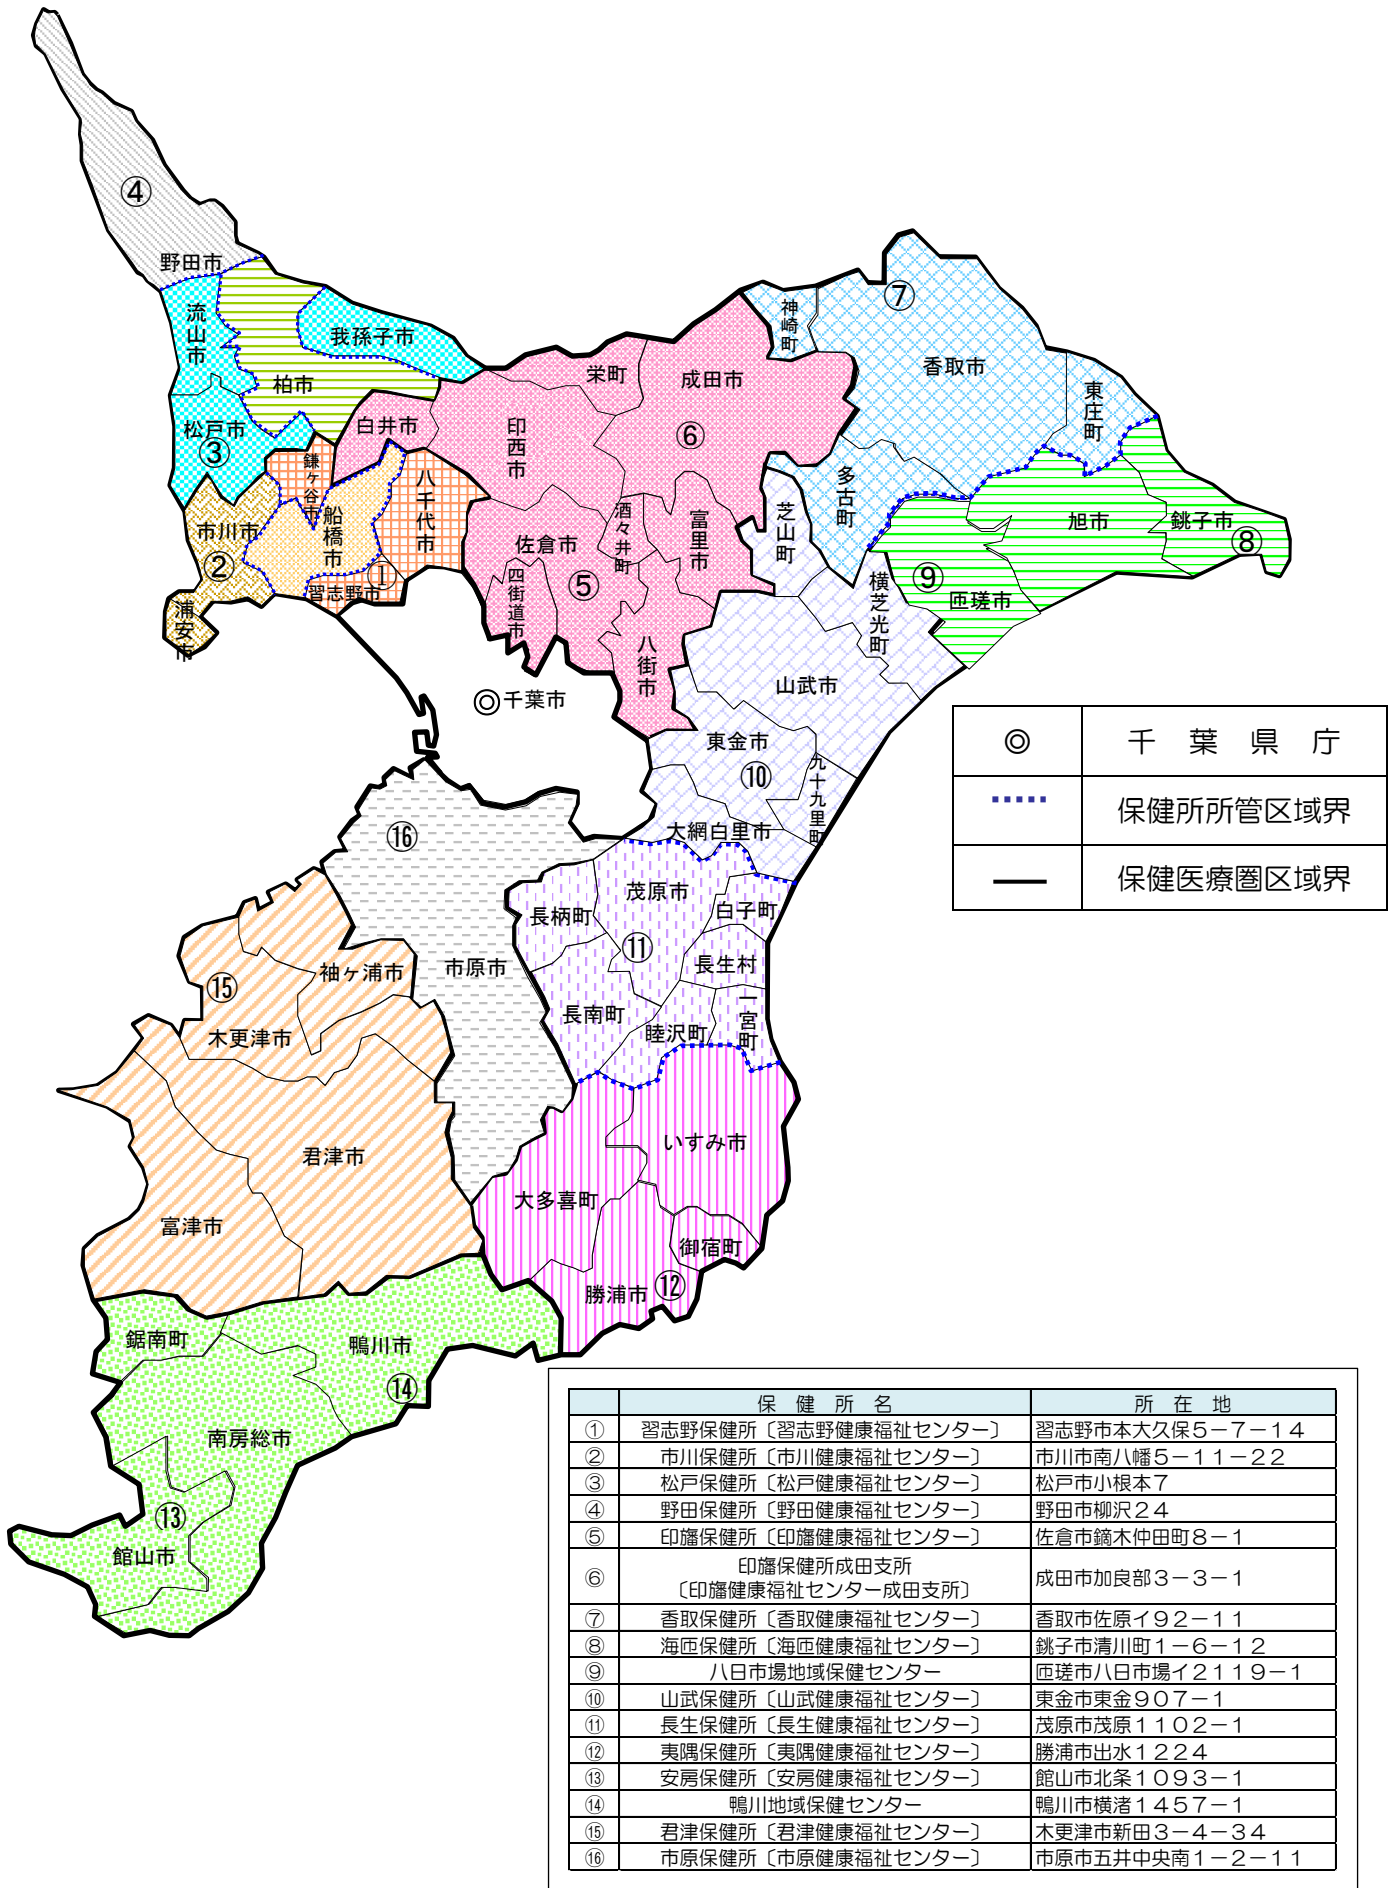 ④
野田市
流山市
我孫子市
柏市
松戸市
③
白井市
鎌ヶ谷市
八千代市
船橋市
市川市
②
①
習志野市
浦安市
栄町
成田市
印西市
⑥
酒々井町
富里市
佐倉市
四街道市
⑤
八街市
神崎町
⑦
香取市
東庄町
多古町
芝山町
旭市
銚子市
⑧
⑨
匝瑳市
横芝光町
山武市
◎千葉市
東金市
⑩
九十九里町
大網白里市
⑯
茂原市
長柄町
白子町
⑪
長生村
市原市
袖ヶ浦市
⑮
木更津市
長南町
睦沢町
一宮町
いすみ市
君津市
大多喜町
富津市
御宿町
勝浦市
⑫
鋸南町
鴨川市
⑭
南房総市
⑬
館山市
◎ 千葉県庁
保健所所管区域界
保健医療圏区域界
保健所名 所在地
① 習志野保健所〔習志野健康福祉センター〕 習志野市本大久保５－７－１４
② 市川保健所〔市川健康福祉センター〕 市川市南八幡５－１１－２２
③ 松戸保健所〔松戸健康福祉センター〕 松戸市小根本７
④ 野田保健所〔野田健康福祉センター〕 野田市柳沢２４
⑤ 印旛保健所〔印旛健康福祉センター〕 佐倉市鏑木仲田町８－１
⑥ 印旛保健所成田支所
〔印旛健康福祉センター成田支所〕 成田市加良部３－３－１
⑦ 香取保健所〔香取健康福祉センター〕 香取市佐原イ９２－１１
⑧ 海匝保健所〔海匝健康福祉センター〕 銚子市清川町１－６－１２
⑨ 八日市場地域保健センター 匝瑳市八日市場イ２１１９－１
⑩ 山武保健所〔山武健康福祉センター〕 東金市東金９０７－１
⑪ 長生保健所〔長生健康福祉センター〕 茂原市茂原１１０２－１
⑫ 夷隅保健所〔夷隅健康福祉センター〕 勝浦市出水１２２４
⑬ 安房保健所〔安房健康福祉センター〕 館山市北条１０９３－１
⑭ 鴨川地域保健センター 鴨川市横渚１４５７－１
⑮ 君津保健所〔君津健康福祉センター〕 木更津市新田３－４－３４
⑯ 市原保健所〔市原健康福祉センター〕 市原市五井中央南１－２－１１